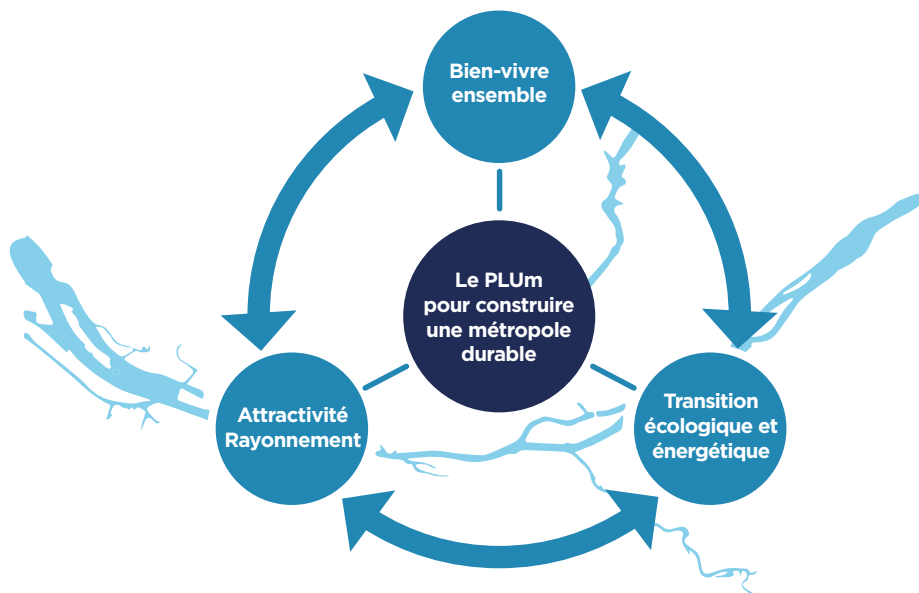 Bien-vivre
ensemble
Le PLUm
pour construire
une métropole
durable
Attractivité
Rayonnement
Transition
écologique et
énergétique